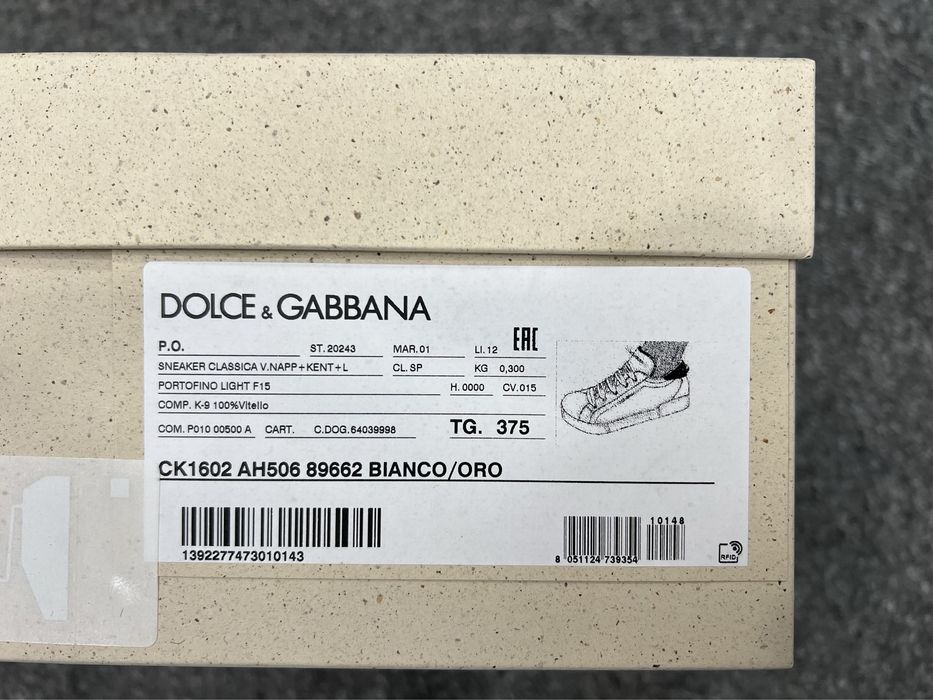 DOLCE & GABBANA
P.O. ST. 20243 MAR. 01 LI. 12 EAC
SNEAKER CLASSICA V.NAPP+KENT+L CL. SP KG 0,300
PORTOFINO LIGHT F15 H. 0000 CV. 015
COMP. K-9 100%Vitello
COM. P010 00500 A CART. C.DOG.64039998 TG. 375
CK1602 AH506 89662 BIANCO/ORO
10148
1392277473010143
8 051124 739354
RFID